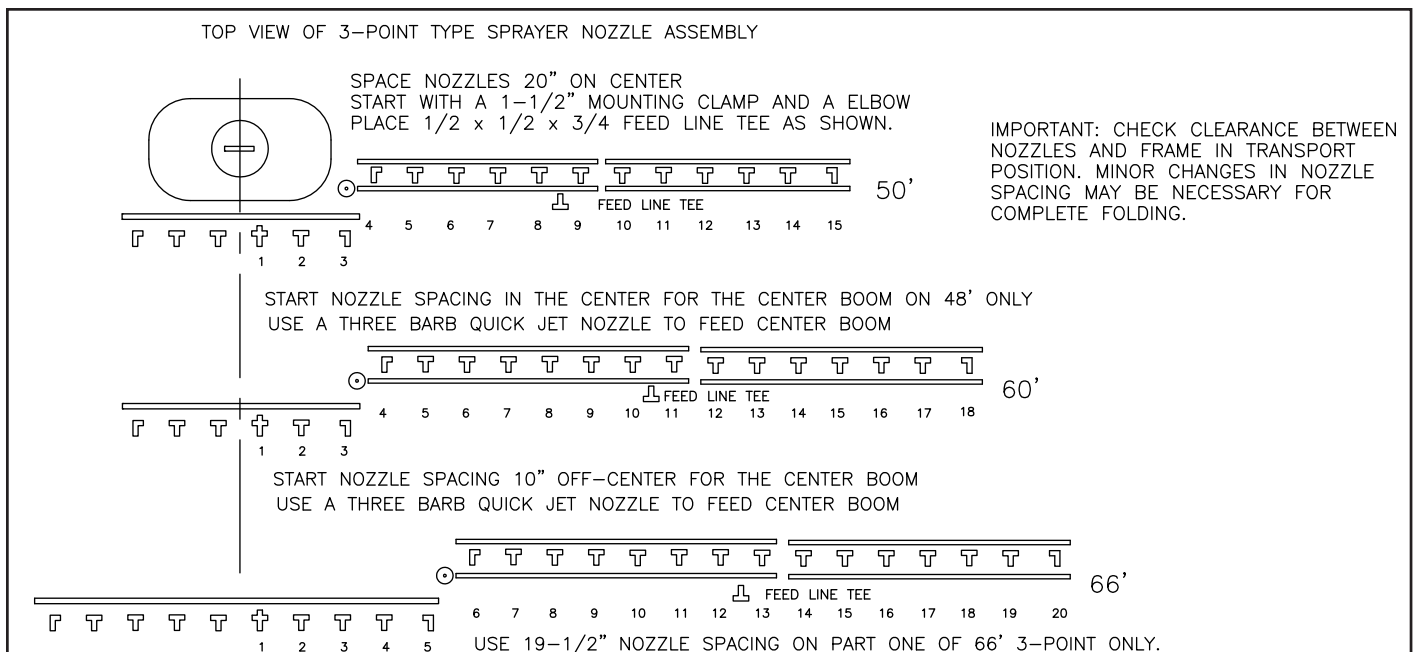 TOP VIEW OF 3-POINT TYPE SPRAYER NOZZLE ASSEMBLY
SPACE NOZZLES 20" ON CENTER
START WITH A 1-1/2" MOUNTING CLAMP AND A ELBOW
PLACE 1/2 x 1/2 x 3/4 FEED LINE TEE AS SHOWN.
IMPORTANT: CHECK CLEARANCE BETWEEN
NOZZLES AND FRAME IN TRANSPORT
POSITION. MINOR CHANGES IN NOZZLE
SPACING MAY BE NECESSARY FOR
COMPLETE FOLDING.
50'
FEED LINE TEE
4 5 6 7 8 9 10 11 12 13 14 15
1 2 3
START NOZZLE SPACING IN THE CENTER FOR THE CENTER BOOM ON 48' ONLY
USE A THREE BARB QUICK JET NOZZLE TO FEED CENTER BOOM
60'
FEED LINE TEE
4 5 6 7 8 9 10 11 12 13 14 15 16 17 18
1 2 3
START NOZZLE SPACING 10" OFF-CENTER FOR THE CENTER BOOM
USE A THREE BARB QUICK JET NOZZLE TO FEED CENTER BOOM
66'
FEED LINE TEE
6 7 8 9 10 11 12 13 14 15 16 17 18 19 20
1 2 3 4 5
USE 19-1/2" NOZZLE SPACING ON PART ONE OF 66' 3-POINT ONLY.